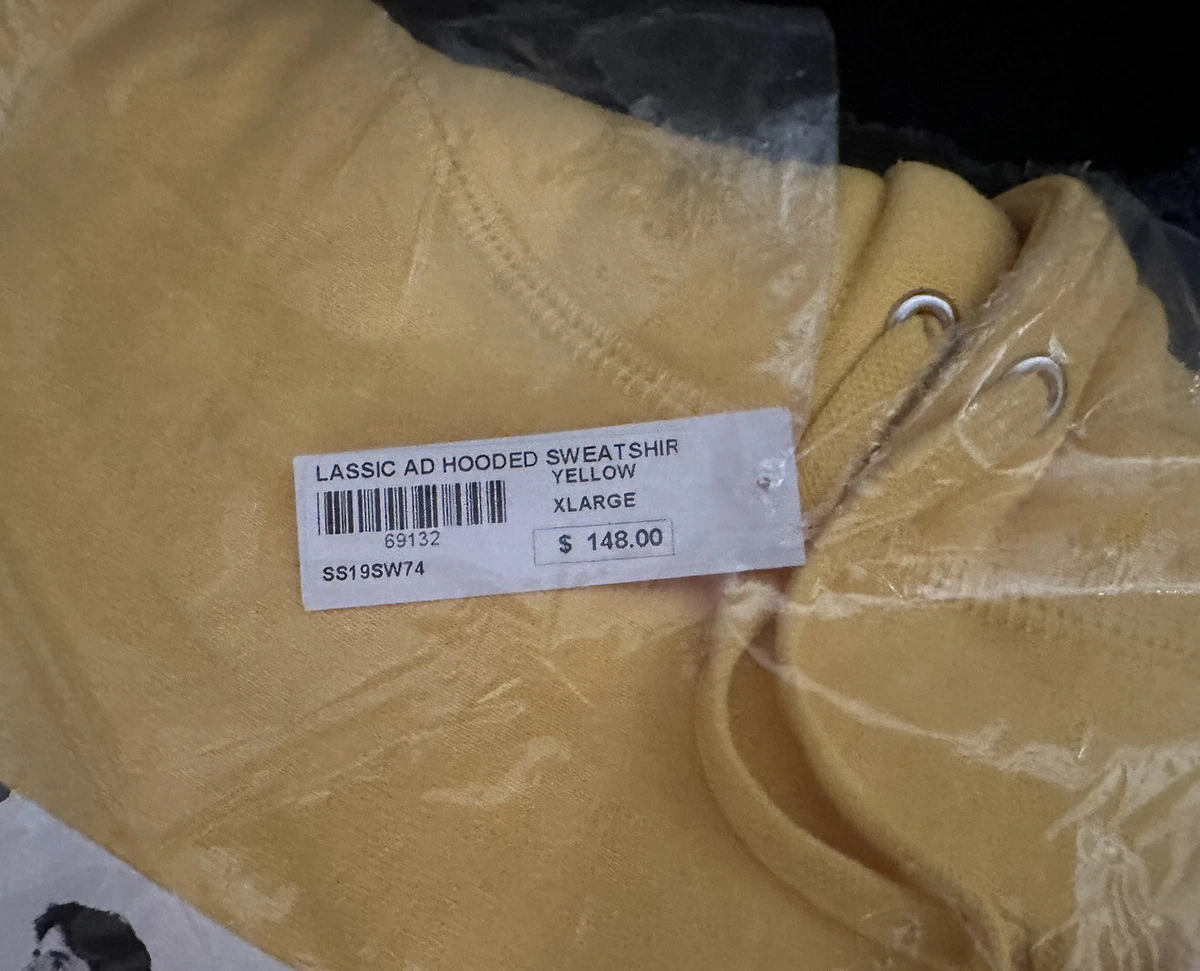 LASSIC AD HOODED SWEATSHIR
YELLOW
XLARGE
69132
$ 148.00
SS19SW74